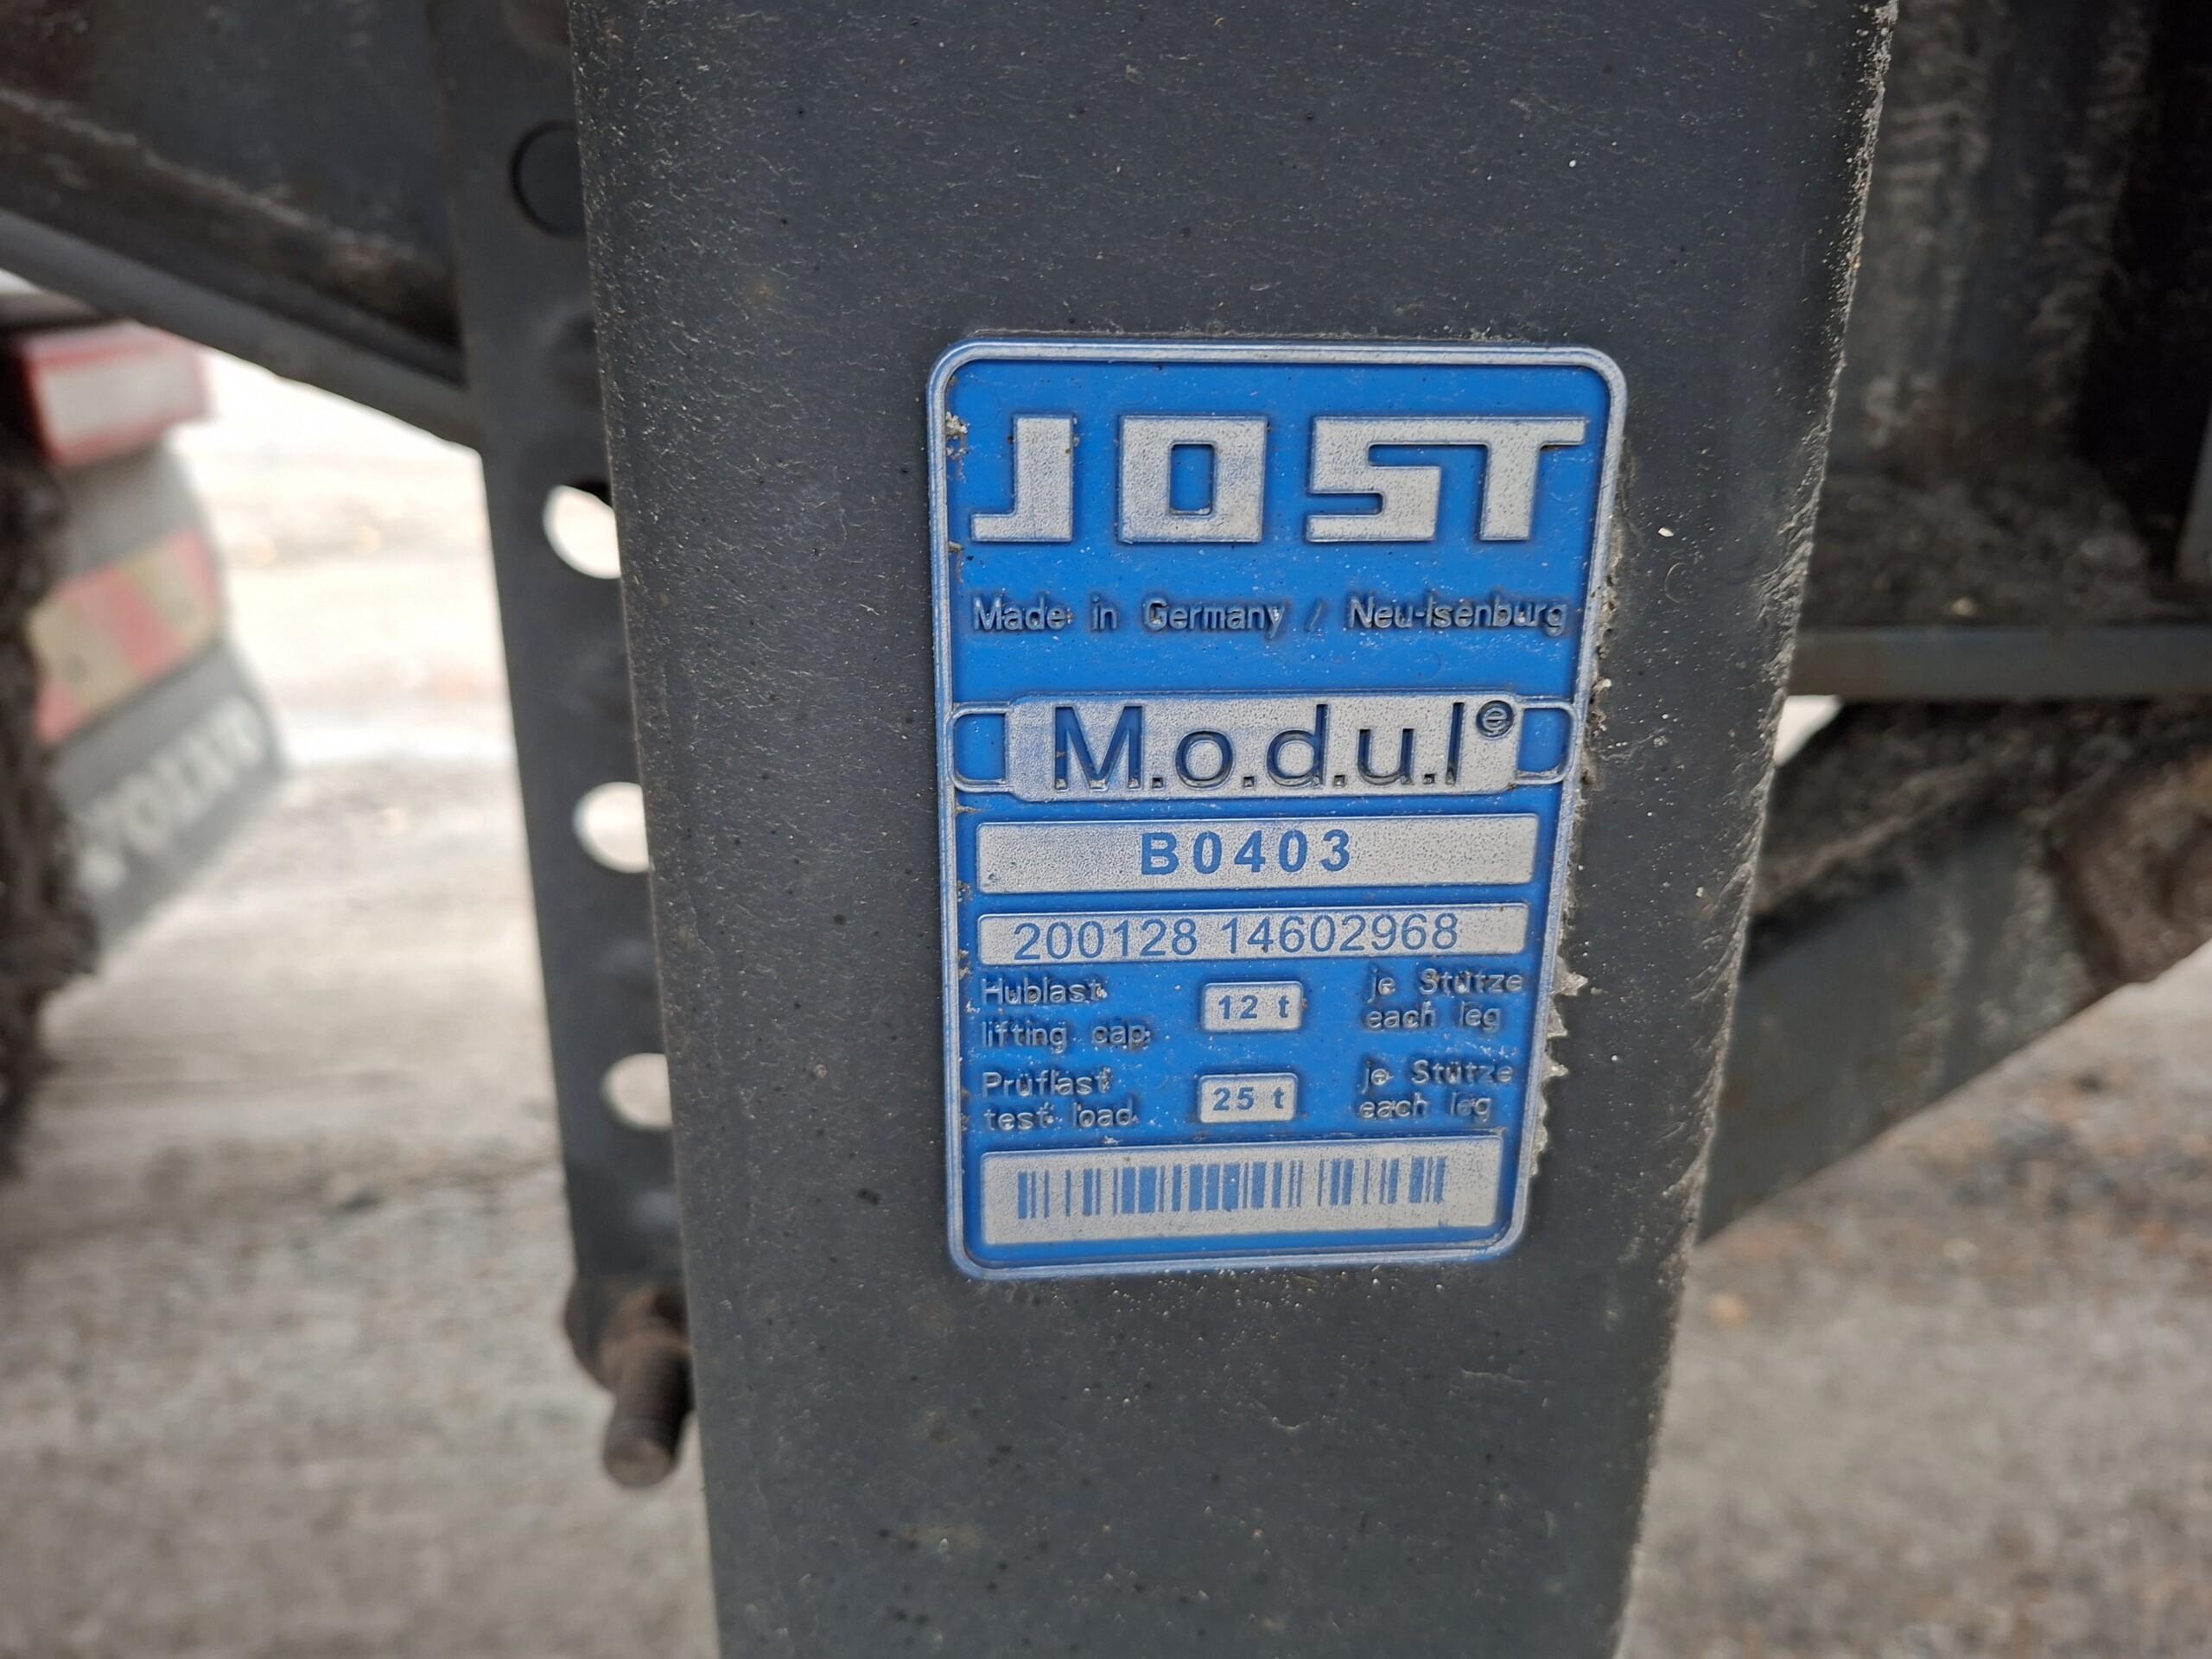 JOST
Made in Germany / Neu-Isenburg
M.o.d.u.l®
B0403
200128 14602968
Hublast 12 t je Stütze
lifting cap. each leg
Prüflast 25 t je Stütze
test load each leg